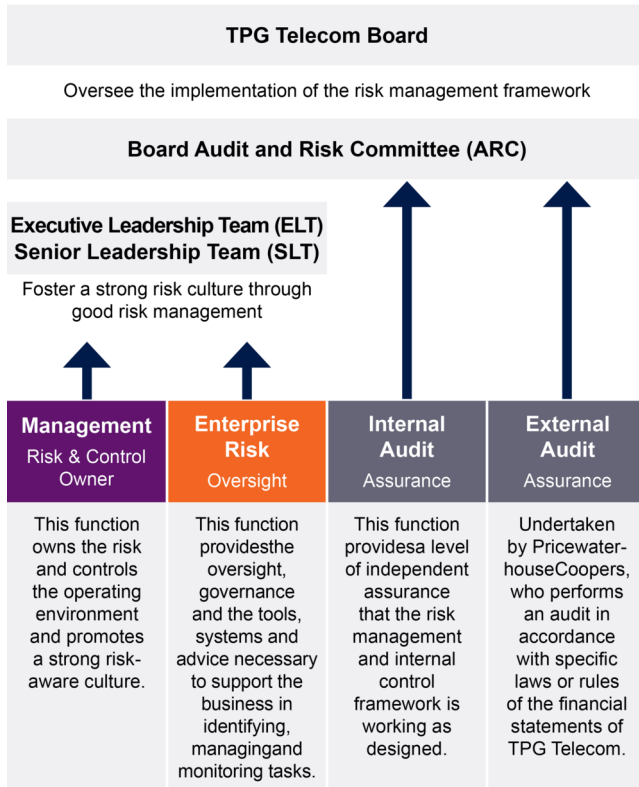 TPG Telecom Board
Oversee the implementation of the risk management framework
Board Audit and Risk Committee (ARC)
Executive Leadership Team (ELT)
Senior Leadership Team (SLT)
Foster a strong risk culture through
good risk management
Management
Risk & Control
Owner
This function
owns the risk
and controls
the operating
environment
and promotes
a strong risk-
aware culture.
Enterprise
Risk
Oversight
This function
providesthe
oversight,
governance
and the tools,
systems and
advice necessary
to support the
business in
identifying,
managingand
monitoring tasks.
Internal
Audit
Assurance
This function
providesa level
of independent
assurance
that the risk
management
and internal
control
framework is
working as
designed.
External
Audit
Assurance
Undertaken
by Pricewater-
houseCoopers,
who performs
an audit in
accordance
with specific
laws or rules
of the financial
statements of
TPG Telecom.